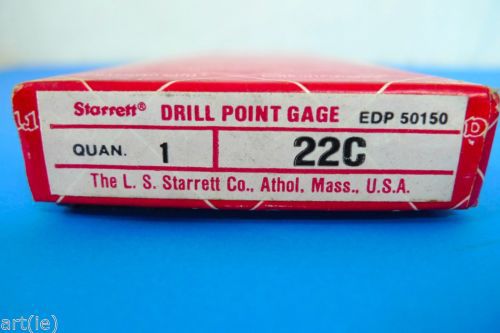 Starrett® DRILL POINT GAGE EDP 50150
QUAN. 1 22C
The L. S. Starrett Co., Athol, Mass., U.S.A.
art(ie)